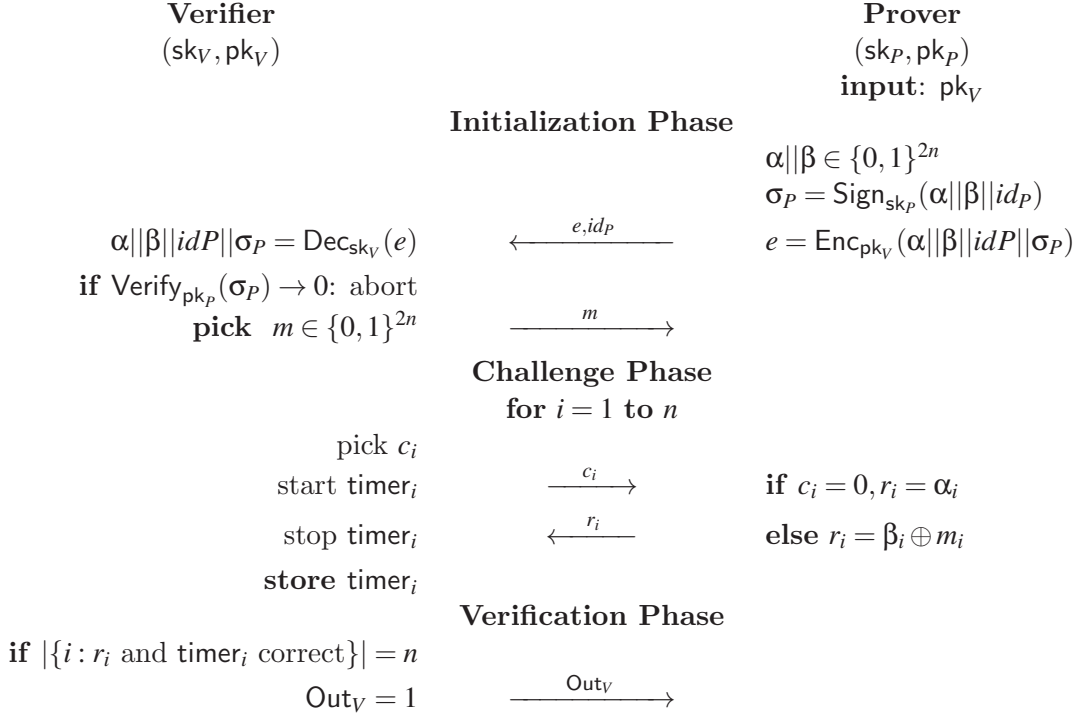 Verifier Prover
(sk_V, pk_V) (sk_P, pk_P)
input: pk_V
Initialization Phase
α||β ∈ {0,1}^{2n}
σ_P = Sign_{sk_P}(α||β||id_P)
α||β||idP||σ_P = Dec_{sk_V}(e) e,id_P e = Enc_{pk_V}(α||β||idP||σ_P)
if Verify_{pk_P}(σ_P) → 0: abort
pick m ∈ {0,1}^{2n} m
Challenge Phase
for i = 1 to n
pick c_i
start timer_i c_i if c_i = 0, r_i = α_i
stop timer_i r_i else r_i = β_i ⊕ m_i
store timer_i
Verification Phase
if |{i : r_i and timer_i correct}| = n
Out_V = 1 Out_V